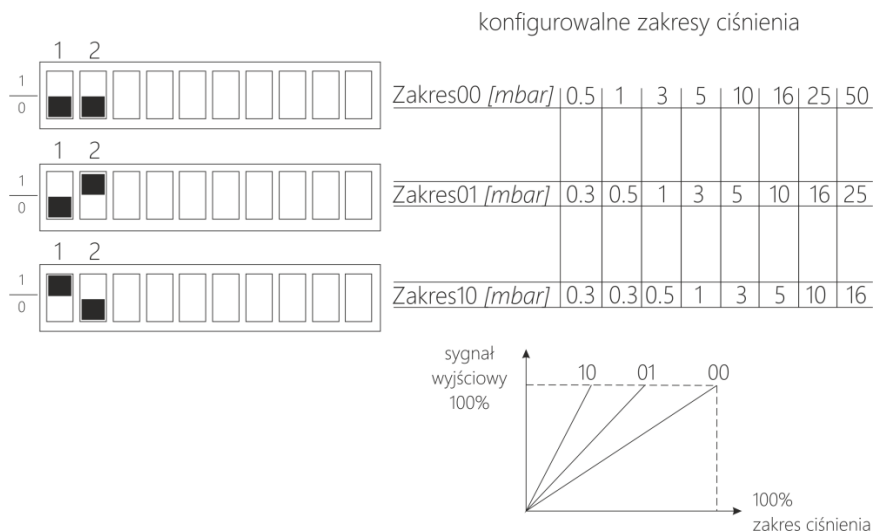 konfigurowalne zakresy ciśnienia
1 2
1
0
Zakres00 [mbar] 0.5 1 3 5 10 16 25 50
1 2
1
0
Zakres01 [mbar] 0.3 0.5 1 3 5 10 16 25
1 2
1
0
Zakres10 [mbar] 0.3 0.3 0.5 1 3 5 10 16
sygnał
wyjściowy
100%
10 01 00
100%
zakres ciśnienia